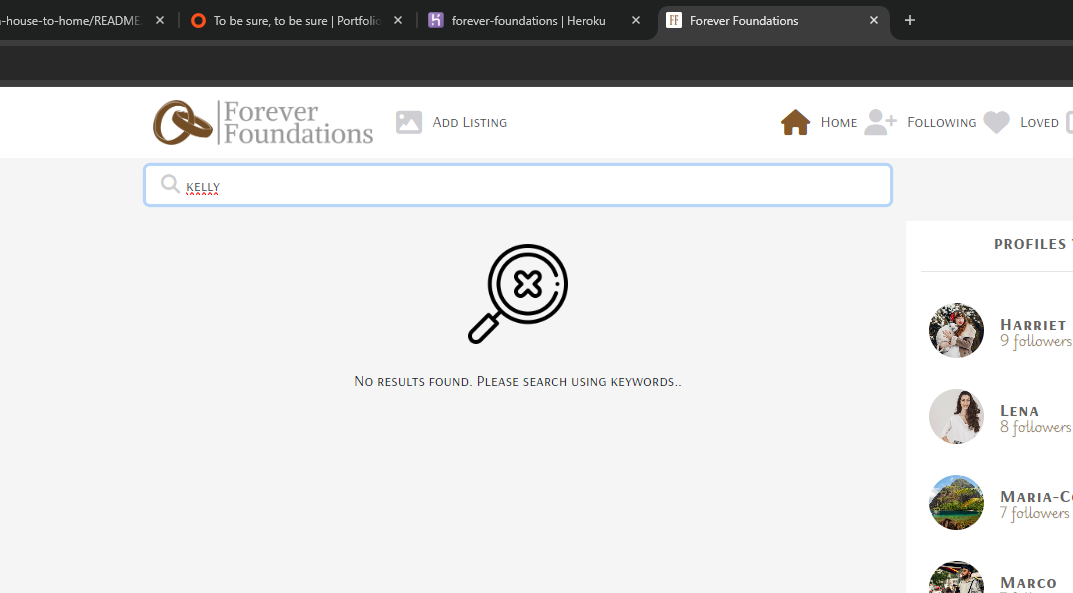 -house-to-home/README.
To be sure, to be sure | Portfolio
forever-foundations | Heroku
Forever Foundations
Forever
Foundations
Add Listing
Home
Following
Loved
KELLY
PROFILES
Harriet
9 followers
Lena
8 followers
No results found. Please search using keywords..
Maria-Co
7 followers
Marco